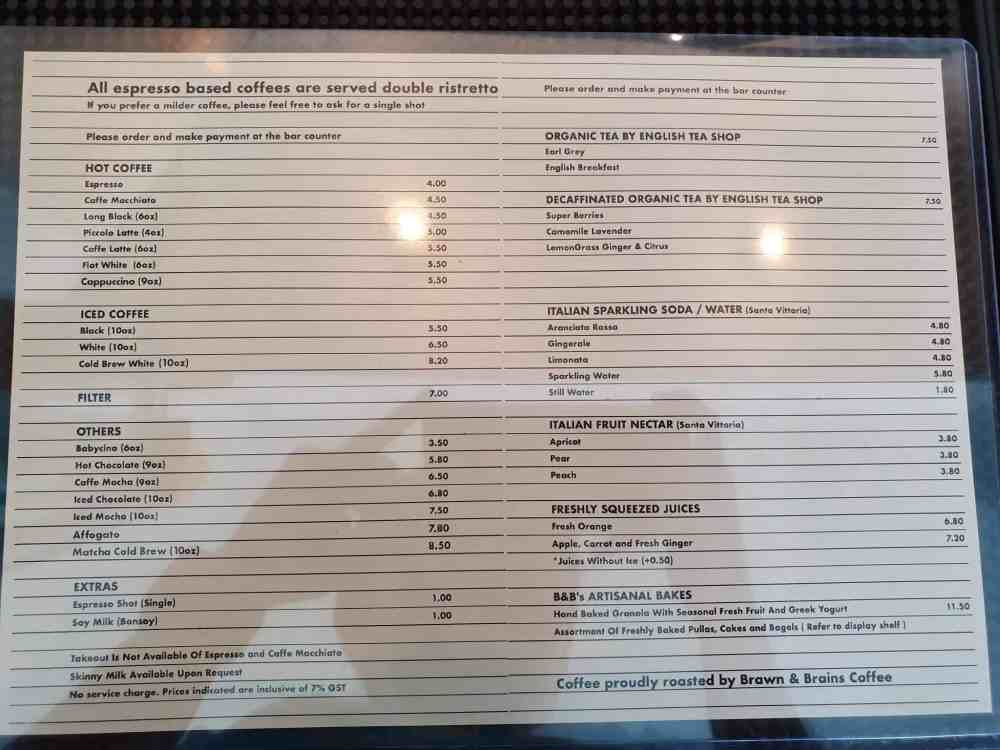 All espresso based coffees are served double ristretto
If you prefer a milder coffee, please feel free to ask for a single shot
Please order and make payment at the bar counter
HOT COFFEE
Espresso 4.00
Caffe Macchiato 4.50
Long Black (6oz) 4.50
Piccolo Latte (4oz) 5.00
Caffe Latte (6oz) 5.50
Flat White (6oz) 5.50
Cappuccino (9oz) 5.50
ICED COFFEE
Black (10oz) 5.50
White (10oz) 6.50
Cold Brew White (10oz) 8.20
FILTER 7.00
OTHERS
Babycino (6oz) 3.50
Hot Chocolate (9oz) 5.80
Caffe Mocha (9oz) 6.50
Iced Chocolate (10oz) 6.80
Iced Mocha (10oz) 7.50
Affogato 7.80
Matcha Cold Brew (10oz) 8.50
EXTRAS
Espresso Shot (Single) 1.00
Soy Milk (Bonsoy) 1.00
Takeout Is Not Available Of Espresso and Caffe Macchiato
Skinny Milk Available Upon Request
No service charge. Prices indicated are inclusive of 7% GST
Please order and make payment at the bar counter
ORGANIC TEA BY ENGLISH TEA SHOP 7.50
Earl Grey
English Breakfast
DECAFFINATED ORGANIC TEA BY ENGLISH TEA SHOP 7.50
Super Berries
Camomile Lavender
LemonGrass Ginger & Citrus
ITALIAN SPARKLING SODA / WATER (Santa Vittoria)
Aranciata Rossa 4.80
Gingerale 4.80
Limonata 4.80
Sparkling Water 5.80
Still Water 1.80
ITALIAN FRUIT NECTAR (Santa Vittoria)
Apricot 3.80
Pear 3.80
Peach 3.80
FRESHLY SQUEEZED JUICES
Fresh Orange 6.80
Apple, Carrot and Fresh Ginger 7.20
*Juices Without Ice (+0.50)
B&B's ARTISANAL BAKES
Hand Baked Granola With Seasonal Fresh Fruit And Greek Yogurt 11.50
Assortment Of Freshly Baked Pullas, Cakes and Bagels ( Refer to display shelf )
Coffee proudly roasted by Brawn & Brains Coffee